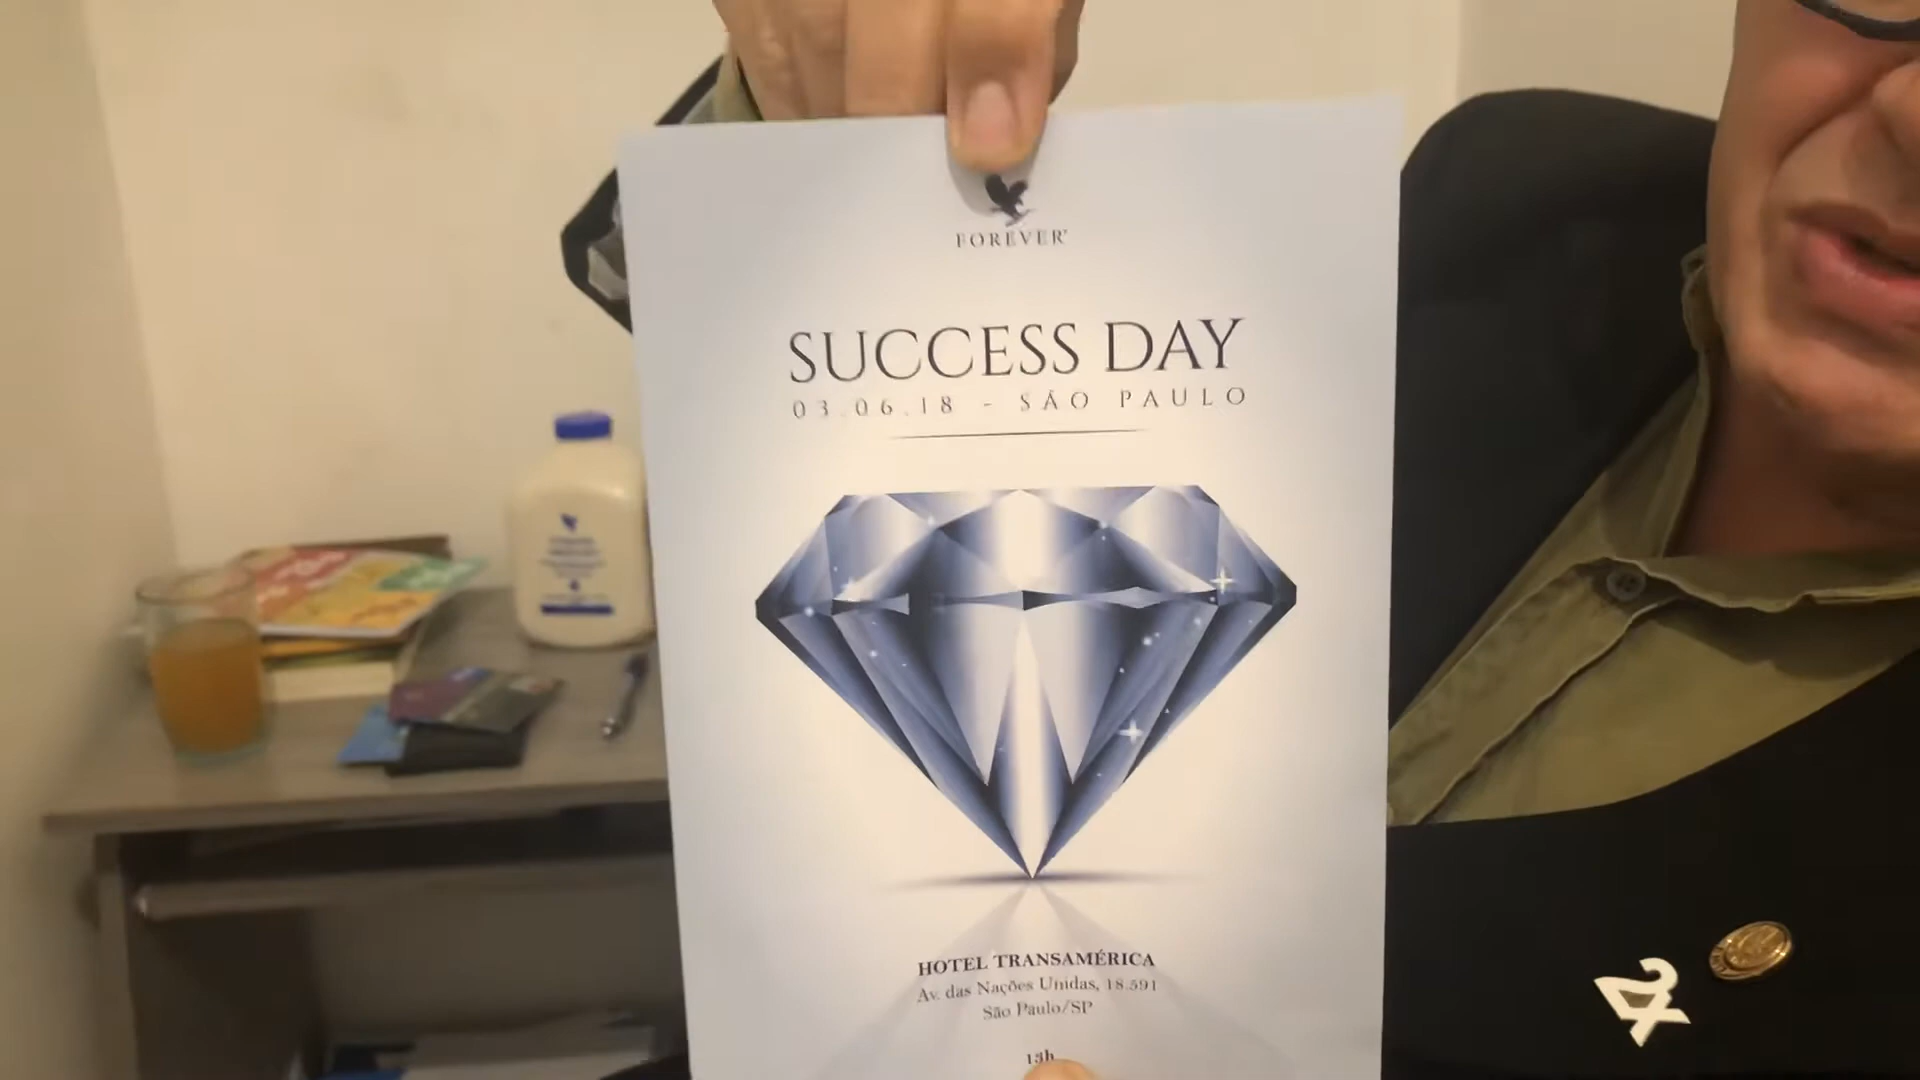 FOREVER
SUCCESS DAY
03.06.18 - SÃO PAULO
HOTEL TRANSAMÉRICA
Av. das Nações Unidas, 18.591
São Paulo/SP
13h